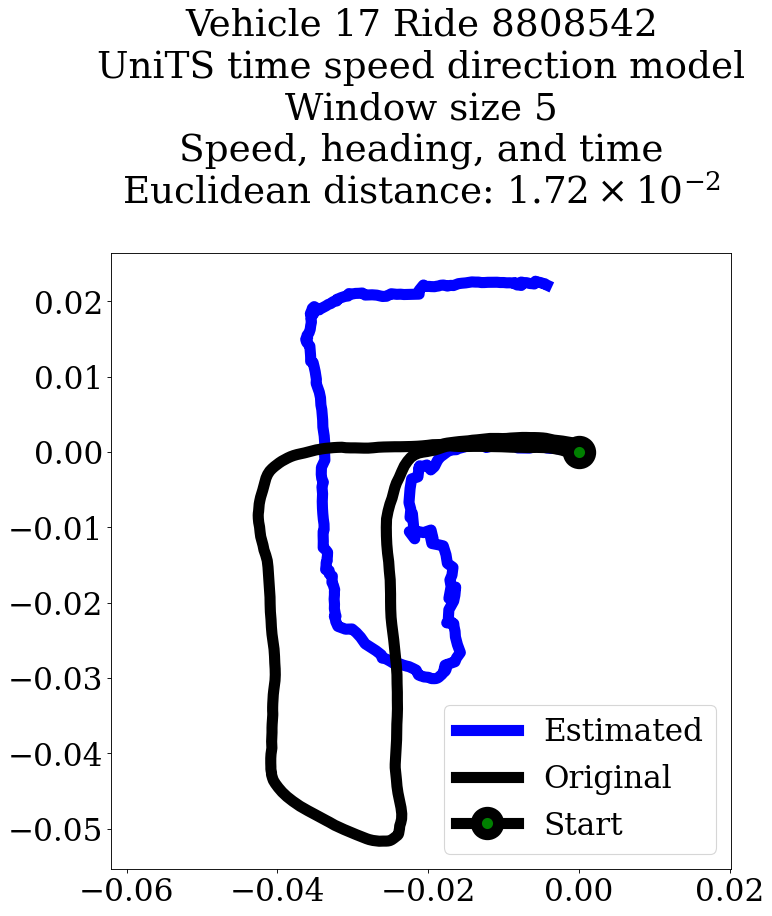 Vehicle 17 Ride 8808542
UniTS time speed direction model
Window size 5
Speed, heading, and time
Euclidean distance: 1.72 × 10⁻²
0.02
0.01
0.00
−0.01
−0.02
−0.03
−0.04
−0.05
Estimated
Original
Start
−0.06 −0.04 −0.02 0.00 0.02